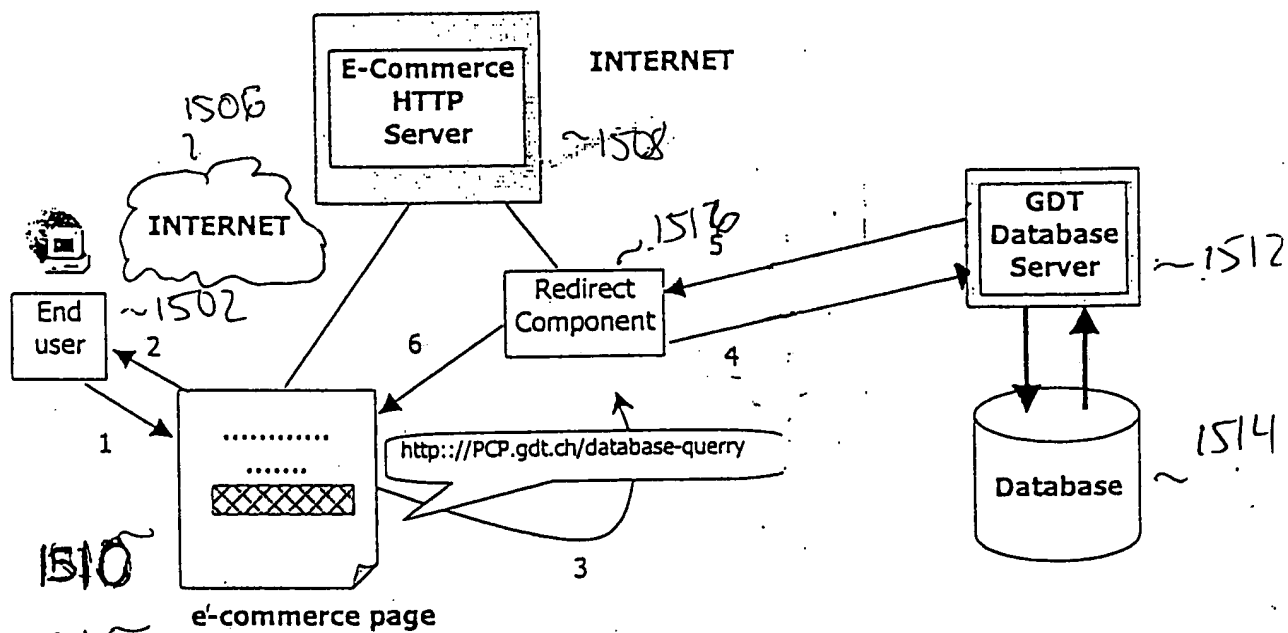 E-Commerce
HTTP
Server
INTERNET
1506
~1508
INTERNET
GDT
Database
Server
~1512
5
End
user
~1502
Redirect
Component
2
6
4
1
http:://PCP.gdt.ch/database-querry
Database
~1514
3
1510
e'-commerce page